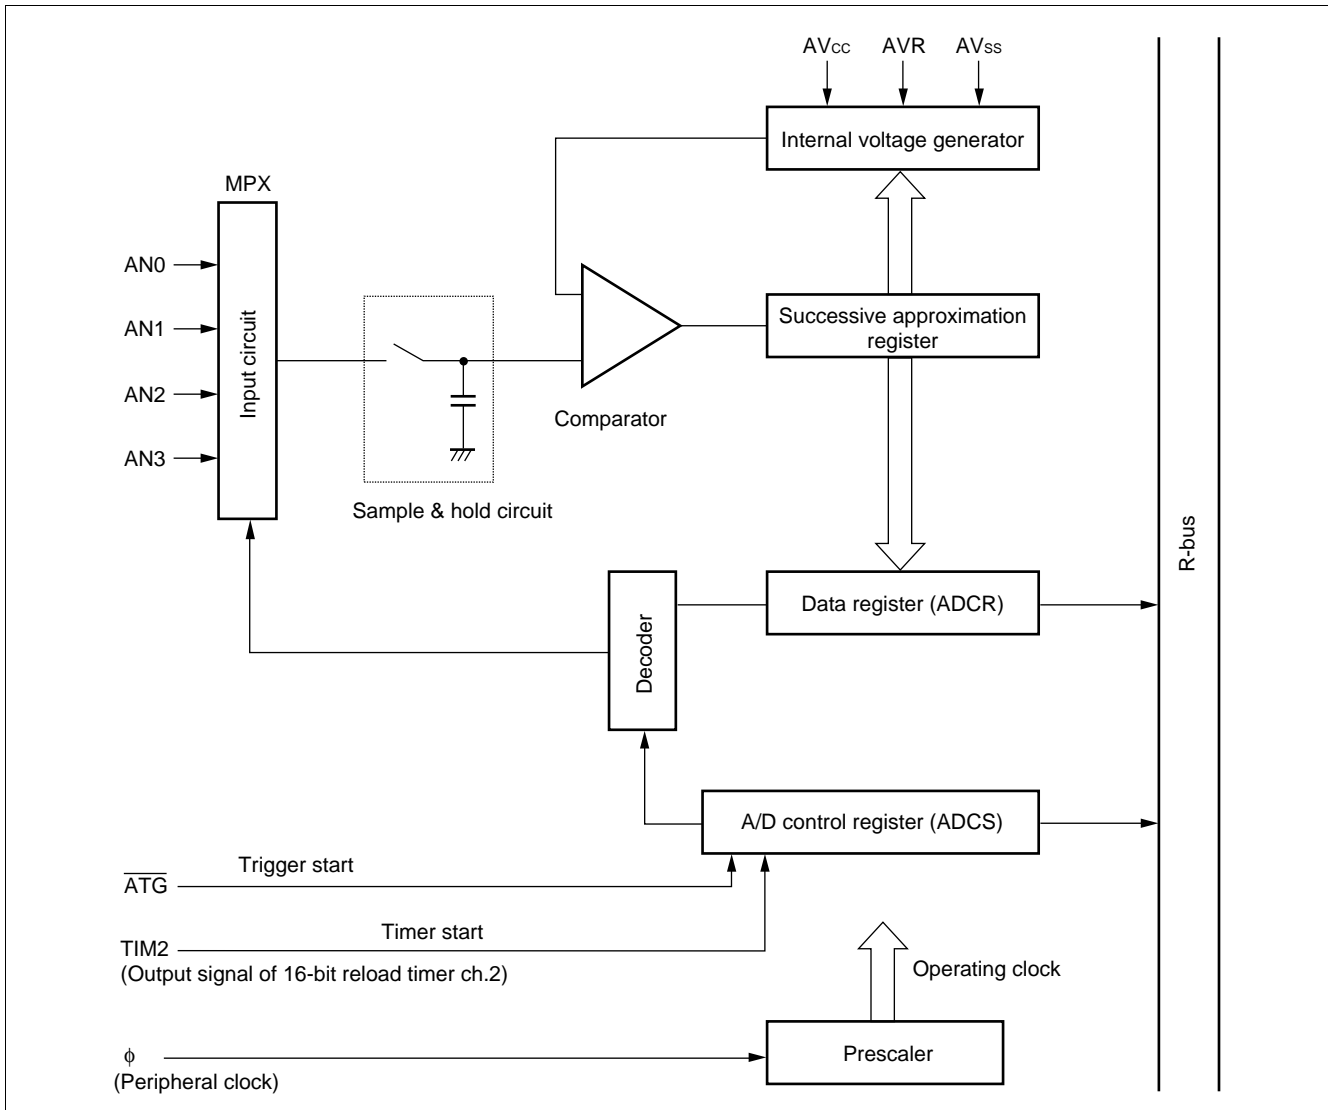 AVCC AVR AVSS
Internal voltage generator
MPX
AN0
AN1
AN2
AN3
Input circuit
Sample & hold circuit
Comparator
Successive approximation
register
R-bus
Data register (ADCR)
Decoder
A/D control register (ADCS)
Trigger start
ATG
Timer start
TIM2
(Output signal of 16-bit reload timer ch.2)
Operating clock
Prescaler
ϕ
(Peripheral clock)